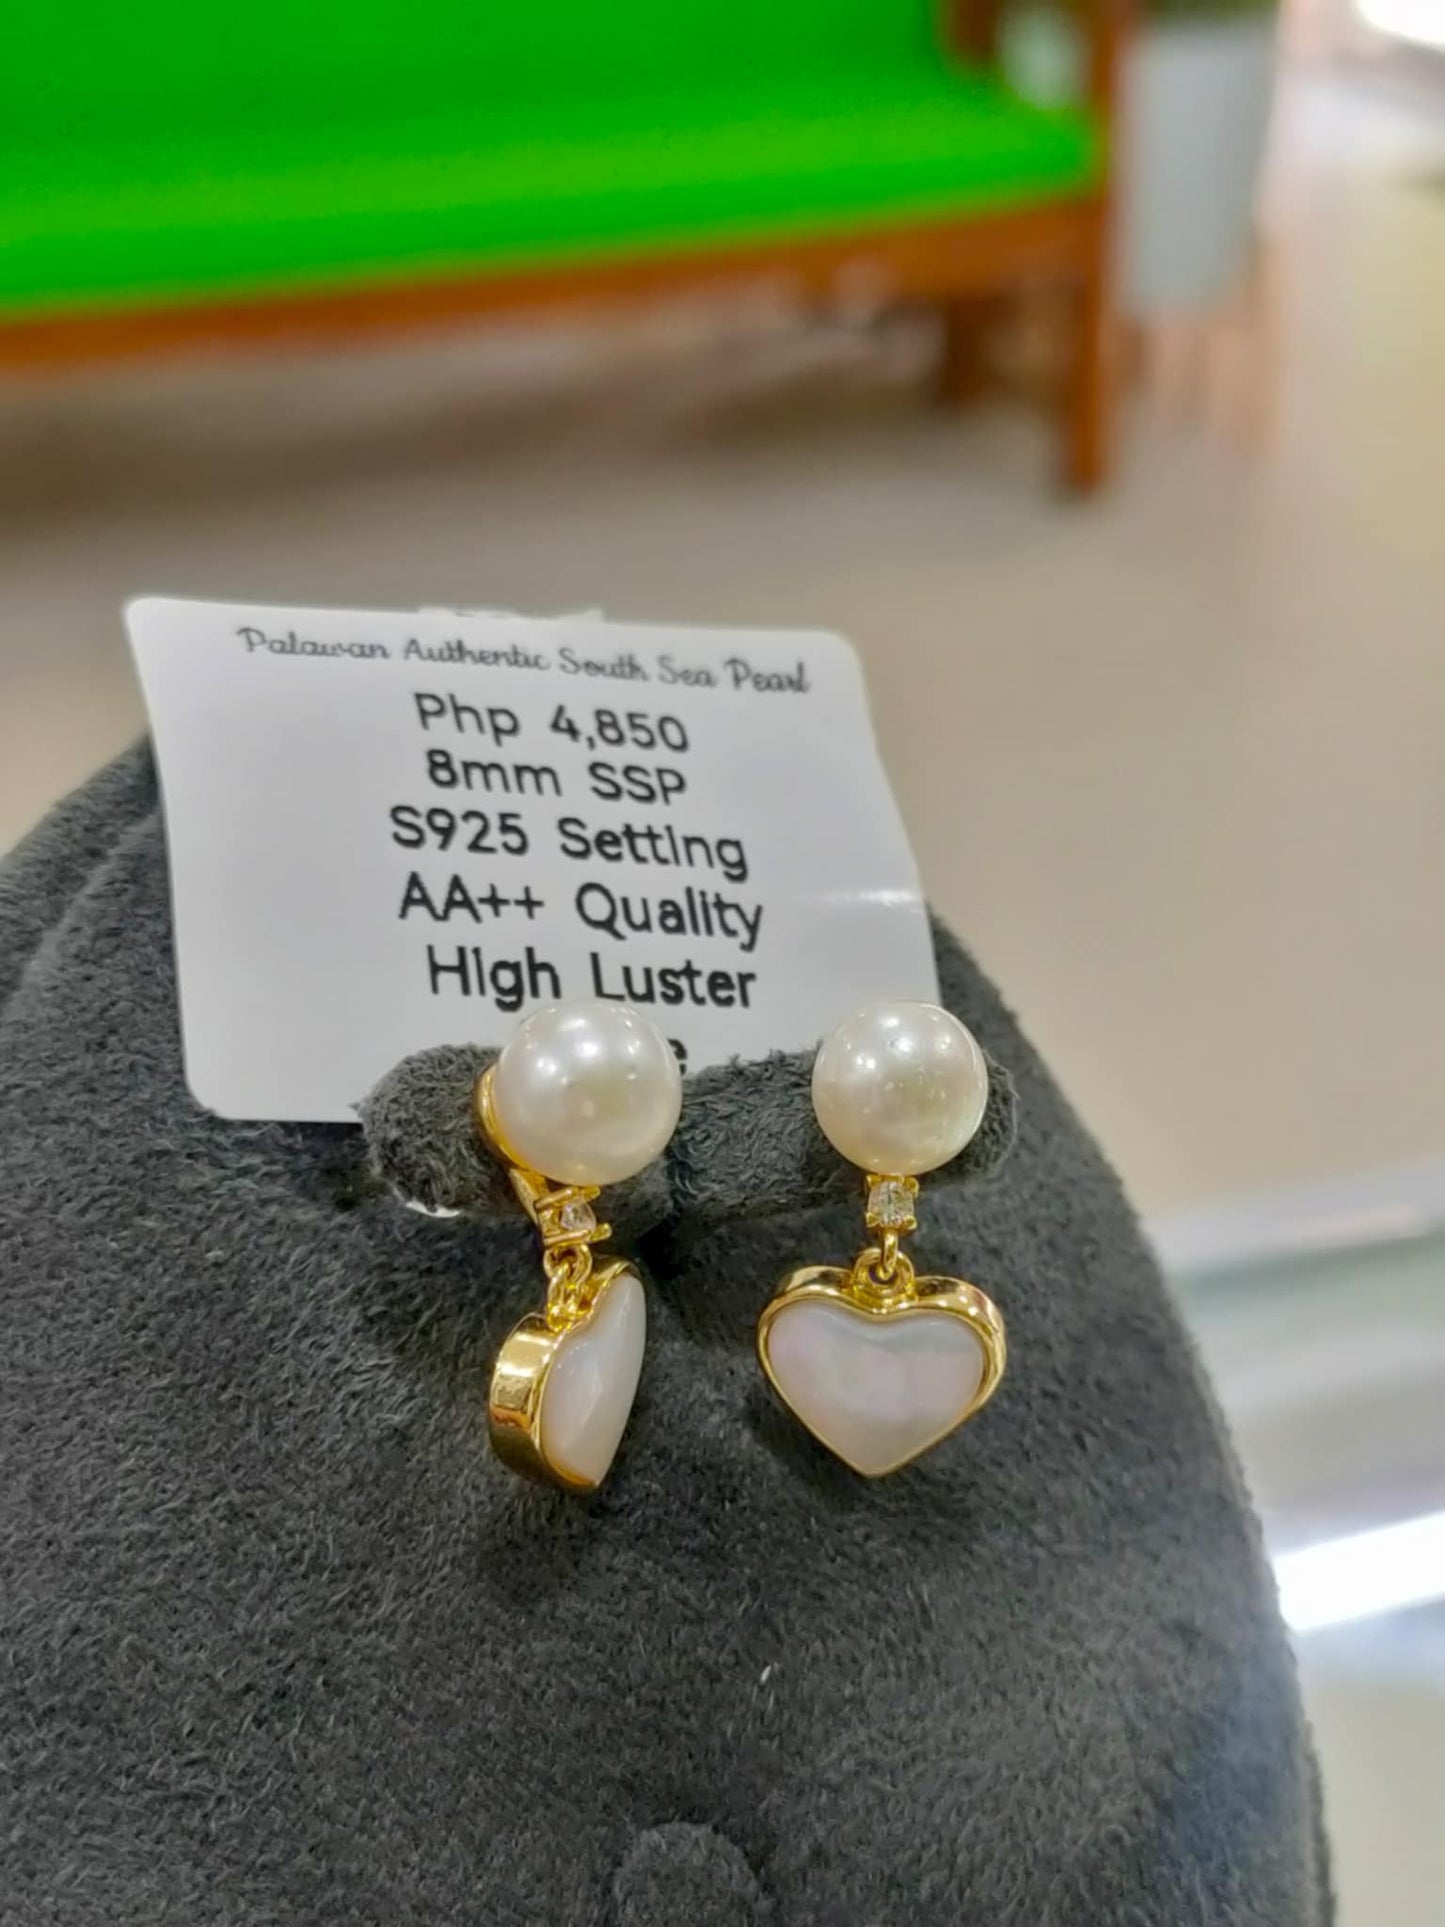 Palawan Authentic South Sea Pearl
Php 4,850
8mm SSP
S925 Setting
AA++ Quality
High Luster